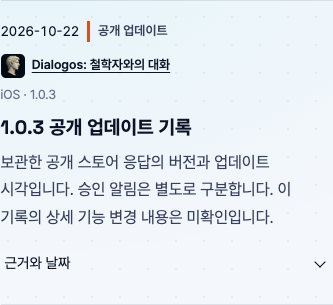 2026-10-22 공개 업데이트
Dialogos: 철학자와의 대화
iOS · 1.0.3
1.0.3 공개 업데이트 기록
보관한 공개 스토어 응답의 버전과 업데이트
시각입니다. 승인 알림은 별도로 구분합니다. 이
기록의 상세 기능 변경 내용은 미확인입니다.
근거와 날짜